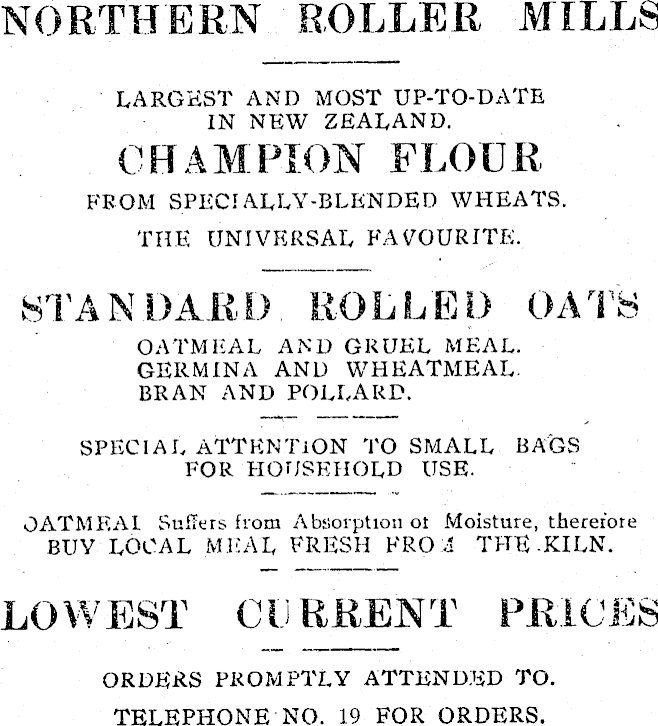 NORTHERN ROLLER MILLS
LARGEST AND MOST UP-TO-DATE
IN NEW ZEALAND.
CHAMPION FLOUR
FROM SPECIALLY-BLENDED WHEATS.
THE UNIVERSAL FAVOURITE.
STANDARD ROLLED OATS
OATMEAL AND GRUEL MEAL.
GERMINA AND WHEATMEAL.
BRAN AND POLLARD.
SPECIAL ATTENTION TO SMALL BAGS
FOR HOUSEHOLD USE.
OATMEAL Suffers from Absorption of Moisture, therefore
BUY LOCAL MEAL FRESH FROM THE KILN.
LOWEST CURRENT PRICES
ORDERS PROMPTLY ATTENDED TO.
TELEPHONE NO. 19 FOR ORDERS.